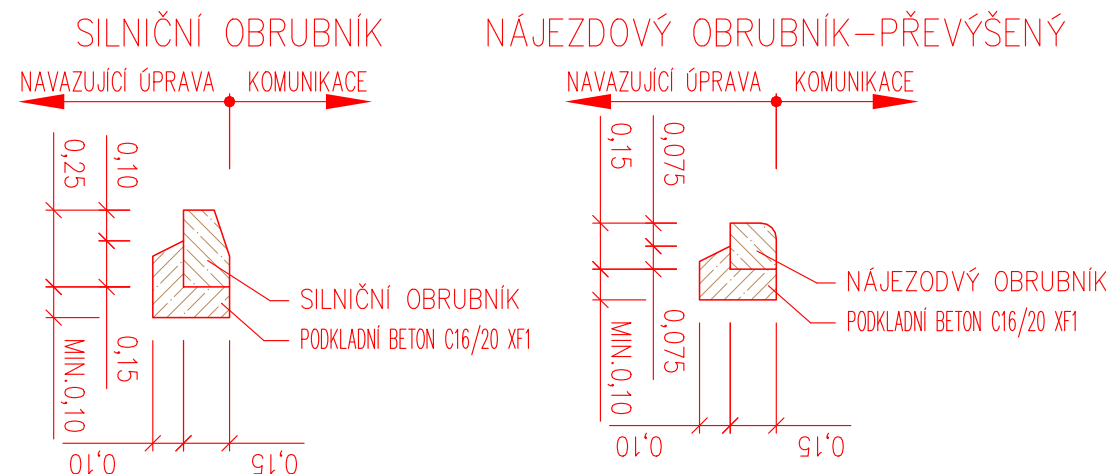 SILNIČNÍ OBRUBNÍK
NAVAZUJÍCÍ ÚPRAVA
KOMUNIKACE
0,25
0,10
SILNIČNÍ OBRUBNÍK
PODKLADNÍ BETON C16/20 XF1
MIN.0,10
0,15
0,10
0,15
NÁJEZDOVÝ OBRUBNÍK-PŘEVÝŠENÝ
NAVAZUJÍCÍ ÚPRAVA
KOMUNIKACE
0,15
0,075
NÁJEZODVÝ OBRUBNÍK
PODKLADNÍ BETON C16/20 XF1
MIN.0,10
0,075
0,10
0,15